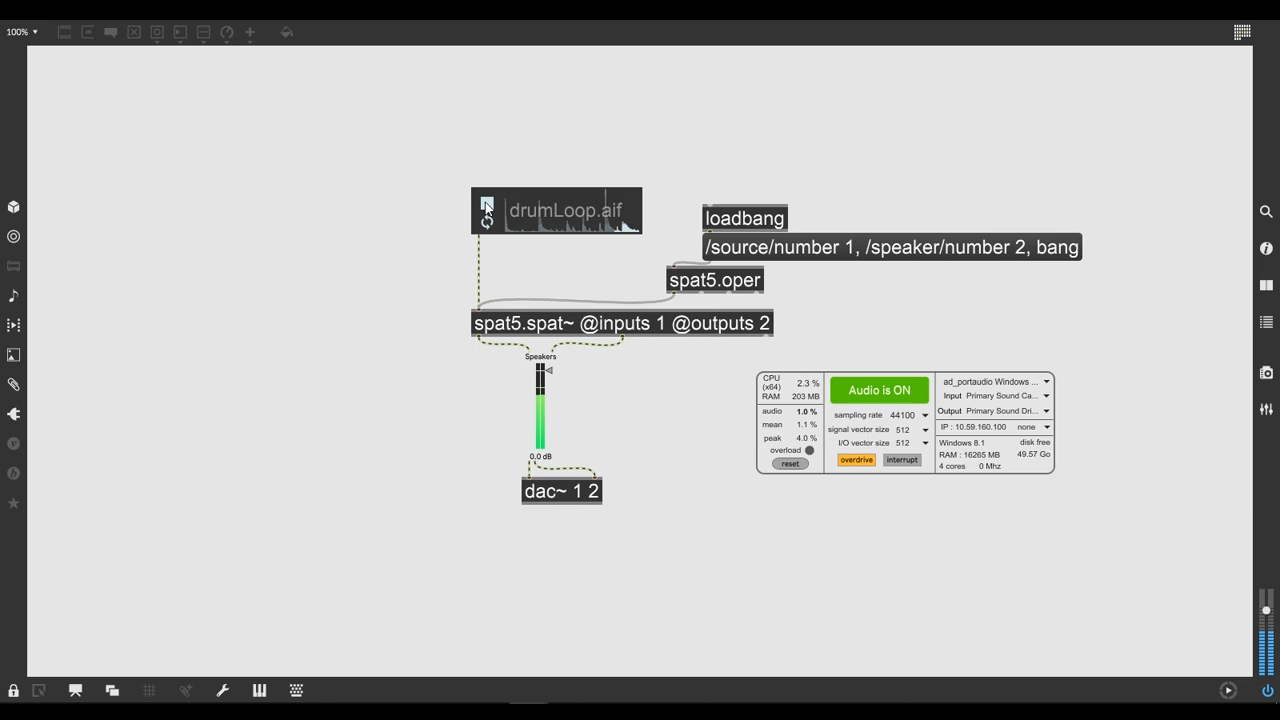 100%
drumLoop.aif
loadbang
/source/number 1, /speaker/number 2, bang
spat5.oper
spat5.spat~ @inputs 1 @outputs 2
Speakers
0.0 dB
dac~ 1 2
CPU (x64) 2.3 %
RAM 203 MB
audio 1.0 %
mean 1.1 %
peak 4.0 %
overload
reset
Audio is ON
sampling rate 44100
signal vector size 512
I/O vector size 512
overdrive interrupt
ad_portaudio Windows ...
Input Primary Sound Ca...
Output Primary Sound Dri...
IP : 10.59.160.100 none
Windows 8.1 disk free
RAM : 16265 MB 49.57 Go
4 cores 0 Mhz